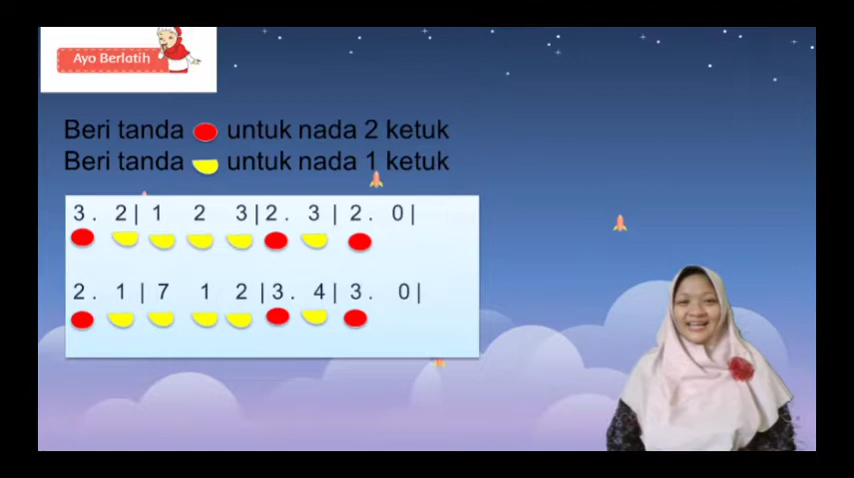 Ayo Berlatih
Beri tanda untuk nada 2 ketuk
Beri tanda untuk nada 1 ketuk
3 . 2 | 1 2 3 | 2 . 3 | 2 . 0 |
2 . 1 | 7 1 2 | 3 . 4 | 3 . 0 |